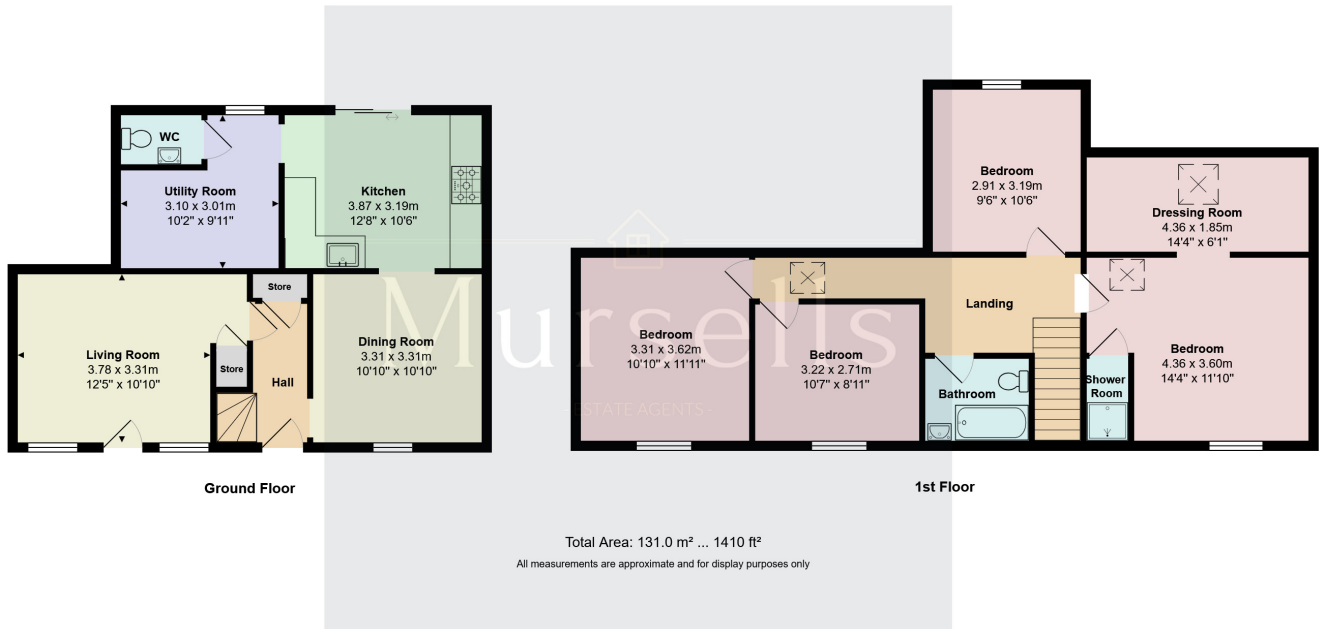 WC
Utility Room
3.10 x 3.01m
10'2" x 9'11"
Kitchen
3.87 x 3.19m
12'8" x 10'6"
Store
Living Room
3.78 x 3.31m
12'5" x 10'10"
Store
Hall
Dining Room
3.31 x 3.31m
10'10" x 10'10"
Ground Floor
Mursells
- ESTATE AGENTS -
Bedroom
2.91 x 3.19m
9'6" x 10'6"
Dressing Room
4.36 x 1.85m
14'4" x 6'1"
Landing
Bedroom
3.31 x 3.62m
10'10" x 11'11"
Bedroom
3.22 x 2.71m
10'7" x 8'11"
Bathroom
Shower
Room
Bedroom
4.36 x 3.60m
14'4" x 11'10"
1st Floor
Total Area: 131.0 m² ... 1410 ft²
All measurements are approximate and for display purposes only